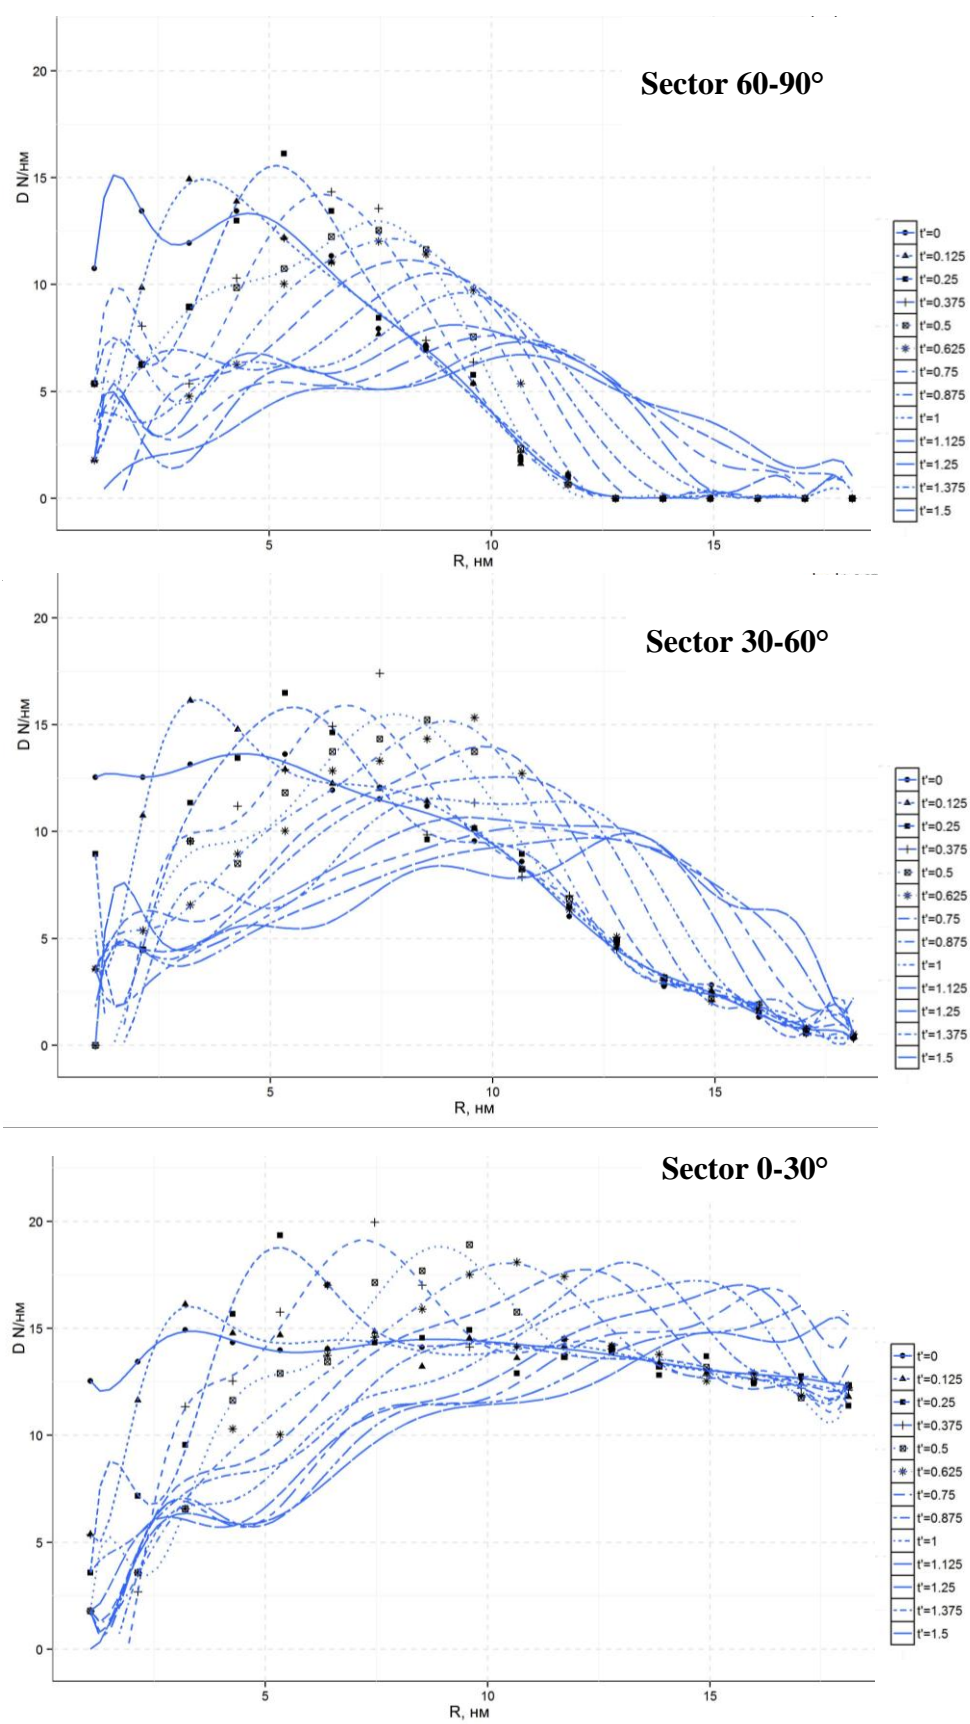 Sector 60-90°
D N/нм
20
15
10
5
0
5
10
15
R, нм
t'=0
t'=0.125
t'=0.25
t'=0.375
t'=0.5
t'=0.625
t'=0.75
t'=0.875
t'=1
t'=1.125
t'=1.25
t'=1.375
t'=1.5
Sector 30-60°
D N/нм
20
15
10
5
0
5
10
15
R, нм
t'=0
t'=0.125
t'=0.25
t'=0.375
t'=0.5
t'=0.625
t'=0.75
t'=0.875
t'=1
t'=1.125
t'=1.25
t'=1.375
t'=1.5
Sector 0-30°
D N/нм
20
15
10
5
0
5
10
15
R, нм
t'=0
t'=0.125
t'=0.25
t'=0.375
t'=0.5
t'=0.625
t'=0.75
t'=0.875
t'=1
t'=1.125
t'=1.25
t'=1.375
t'=1.5